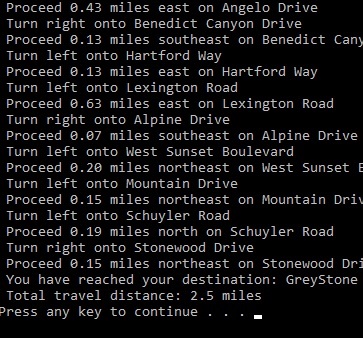 Proceed 0.43 miles east on Angelo Drive
Turn right onto Benedict Canyon Drive
Proceed 0.13 miles southeast on Benedict Cany
Turn left onto Hartford Way
Proceed 0.13 miles east on Hartford Way
Turn left onto Lexington Road
Proceed 0.63 miles east on Lexington Road
Turn right onto Alpine Drive
Proceed 0.07 miles southeast on Alpine Drive
Turn left onto West Sunset Boulevard
Proceed 0.20 miles northeast on West Sunset B
Turn left onto Mountain Drive
Proceed 0.15 miles northeast on Mountain Driv
Turn left onto Schuyler Road
Proceed 0.19 miles north on Schuyler Road
Turn right onto Stonewood Drive
Proceed 0.15 miles northeast on Stonewood Dri
You have reached your destination: GreyStone
Total travel distance: 2.5 miles
Press any key to continue . . .